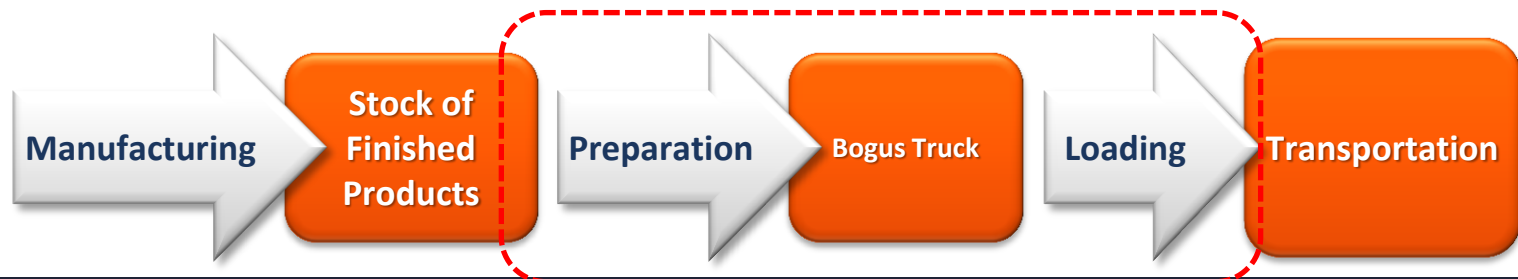 Manufacturing
Stock of
Finished
Products
Preparation
Bogus Truck
Loading
Transportation